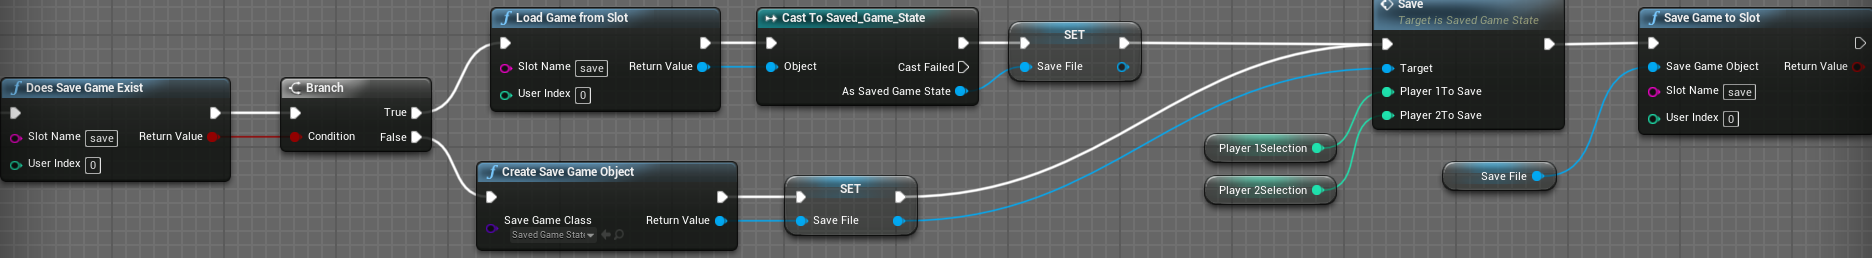 Does Save Game Exist
Slot Name save
Return Value
User Index 0
Branch
True
Condition
False
Load Game from Slot
Slot Name save
Return Value
User Index 0
Cast To Saved_Game_State
Object
Cast Failed
As Saved Game State
SET
Save File
Create Save Game Object
Save Game Class
Saved Game State
Return Value
SET
Save File
Player 1Selection
Player 2Selection
Save
Target is Saved Game State
Target
Player 1To Save
Player 2To Save
Save File
Save Game to Slot
Save Game Object
Return Value
Slot Name save
User Index 0